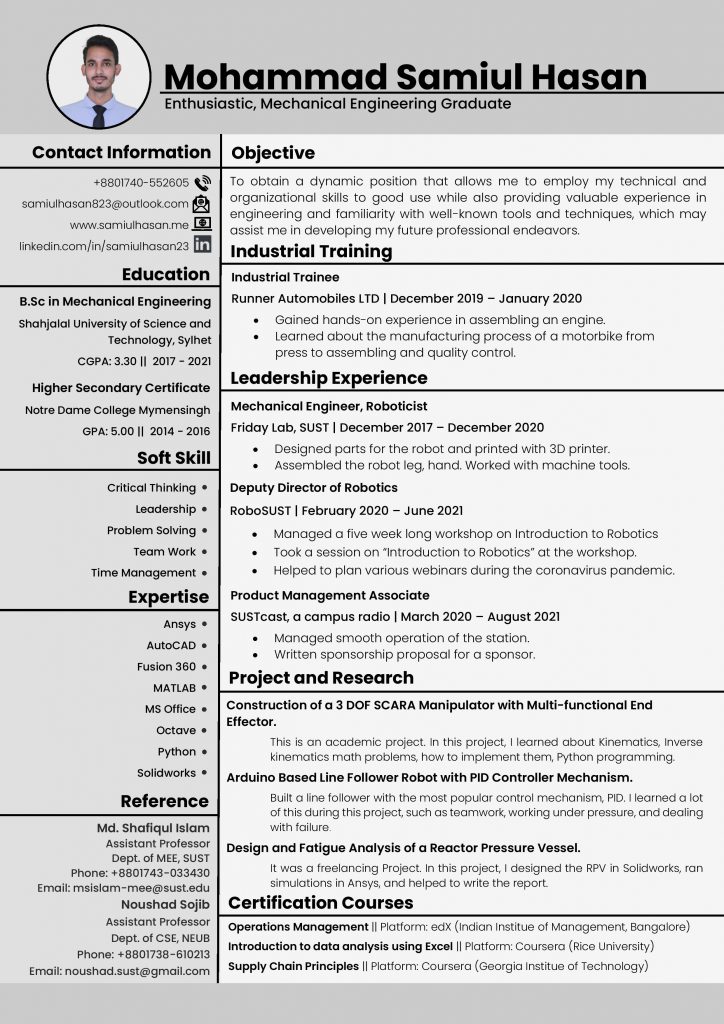 Mohammad Samiul Hasan
Enthusiastic, Mechanical Engineering Graduate
Contact Information
+8801740-552605
samiulhasan823@outlook.com
www.samiulhasan.me
linkedin.com/in/samiulhasan23
in
Education
B.Sc in Mechanical Engineering
Shahjalal University of Science and
Technology, Sylhet
CGPA: 3.30 || 2017 - 2021
Higher Secondary Certificate
Notre Dame College Mymensingh
GPA: 5.00 || 2014 - 2016
Soft Skill
Critical Thinking •
Leadership •
Problem Solving •
Team Work •
Time Management •
Expertise
Ansys •
AutoCAD •
Fusion 360 •
MATLAB •
MS Office •
Octave •
Python •
Solidworks •
Reference
Md. Shafiqul Islam
Assistant Professor
Dept. of MEE, SUST
Phone: +8801743-033430
Email: msislam-mee@sust.edu
Noushad Sojib
Assistant Professor
Dept. of CSE, NEUB
Phone: +8801738-610213
Email: noushad.sust@gmail.com
Objective
To obtain a dynamic position that allows me to employ my technical and
organizational skills to good use while also providing valuable experience in
engineering and familiarity with well-known tools and techniques, which may
assist me in developing my future professional endeavors.
Industrial Training
Industrial Trainee
Runner Automobiles LTD | December 2019 – January 2020
• Gained hands-on experience in assembling an engine.
• Learned about the manufacturing process of a motorbike from
press to assembling and quality control.
Leadership Experience
Mechanical Engineer, Roboticist
Friday Lab, SUST | December 2017 – December 2020
• Designed parts for the robot and printed with 3D printer.
• Assembled the robot leg, hand. Worked with machine tools.
Deputy Director of Robotics
RoboSUST | February 2020 – June 2021
• Managed a five week long workshop on Introduction to Robotics
• Took a session on “Introduction to Robotics” at the workshop.
• Helped to plan various webinars during the coronavirus pandemic.
Product Management Associate
SUSTcast, a campus radio | March 2020 – August 2021
• Managed smooth operation of the station.
• Written sponsorship proposal for a sponsor.
Project and Research
Construction of a 3 DOF SCARA Manipulator with Multi-functional End
Effector.
This is an academic project. In this project, I learned about Kinematics, Inverse
kinematics math problems, how to implement them, Python programming.
Arduino Based Line Follower Robot with PID Controller Mechanism.
Built a line follower with the most popular control mechanism, PID. I learned a lot
of this during this project, such as teamwork, working under pressure, and dealing
with failure.
Design and Fatigue Analysis of a Reactor Pressure Vessel.
It was a freelancing Project. In this project, I designed the RPV in Solidworks, ran
simulations in Ansys, and helped to write the report.
Certification Courses
Operations Management || Platform: edX (Indian Institue of Management, Bangalore)
Introduction to data analysis using Excel || Platform: Coursera (Rice University)
Supply Chain Principles || Platform: Coursera (Georgia Institue of Technology)